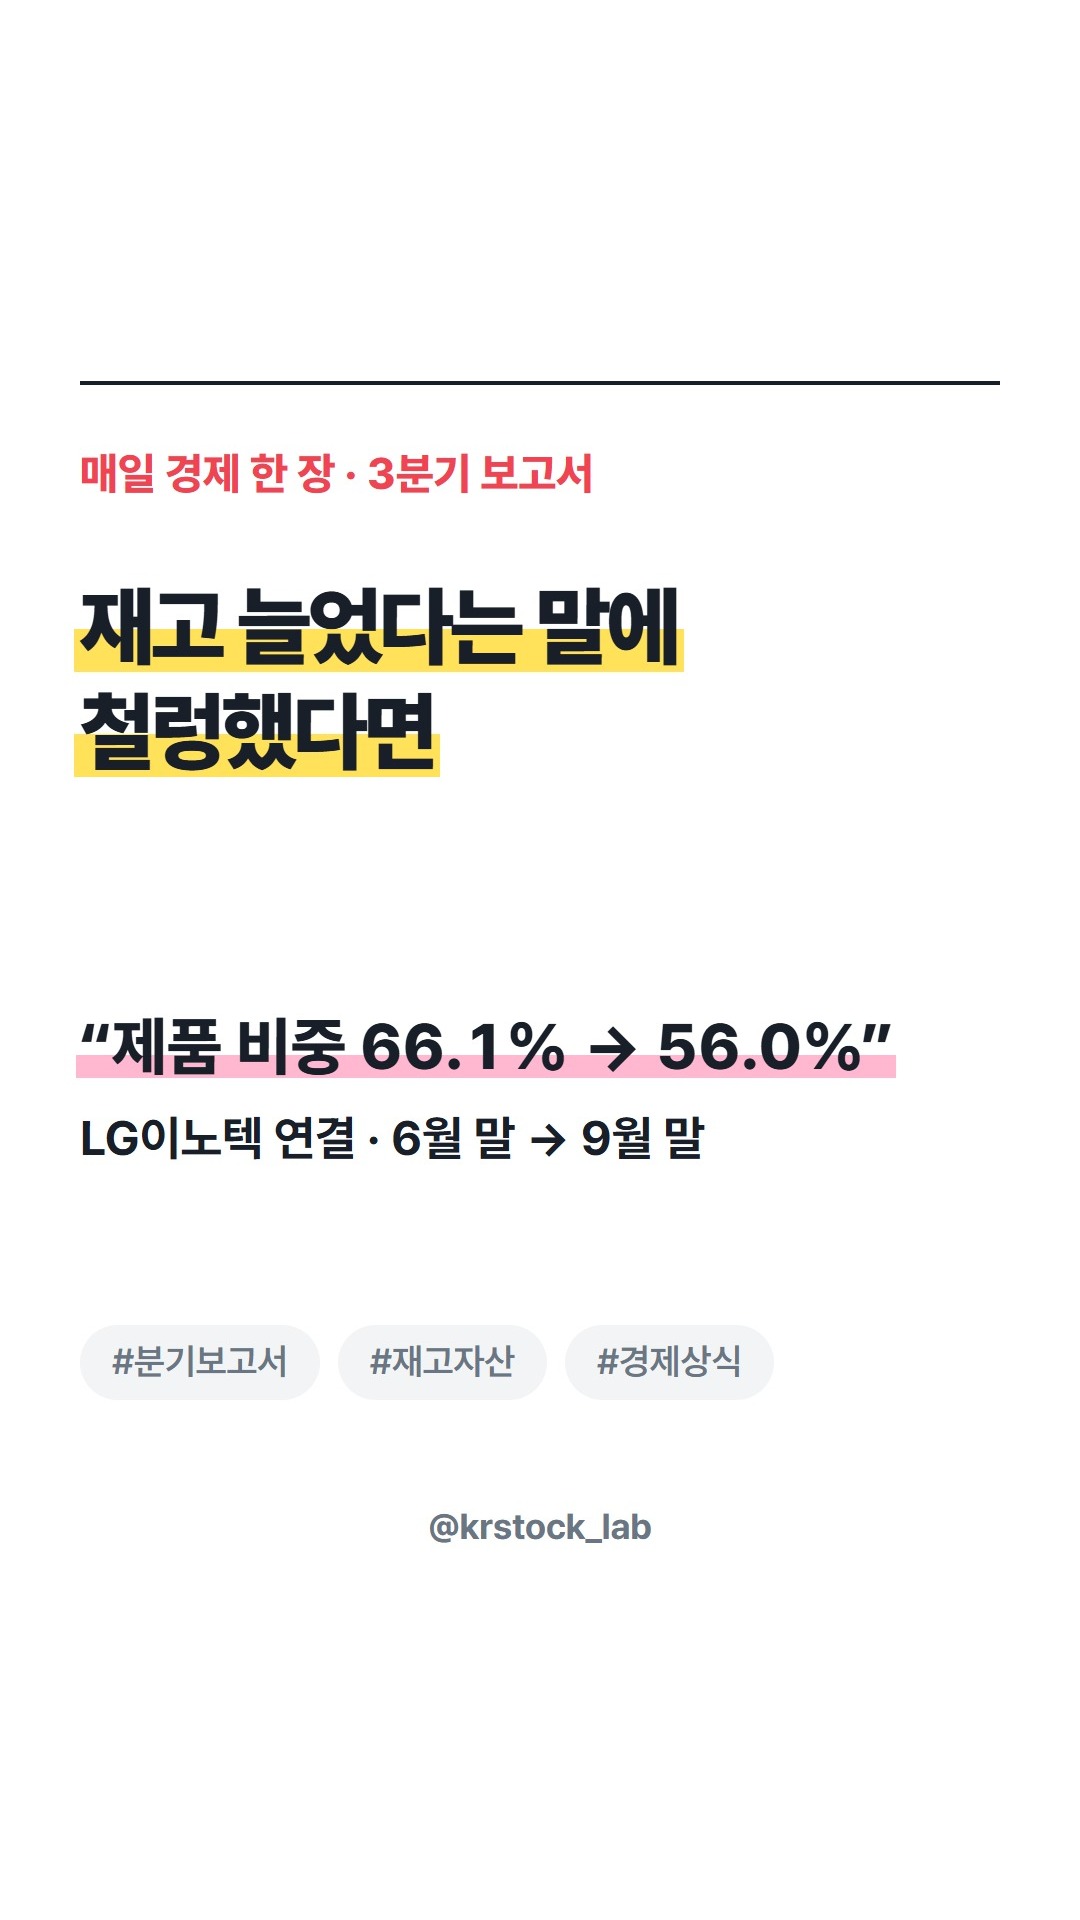 매일 경제 한 장 · 3분기 보고서
재고 늘었다는 말에
철렁했다면
“제품 비중 66.1% → 56.0%”
LG이노텍 연결 · 6월 말 → 9월 말
#분기보고서 #재고자산 #경제상식
@krstock_lab